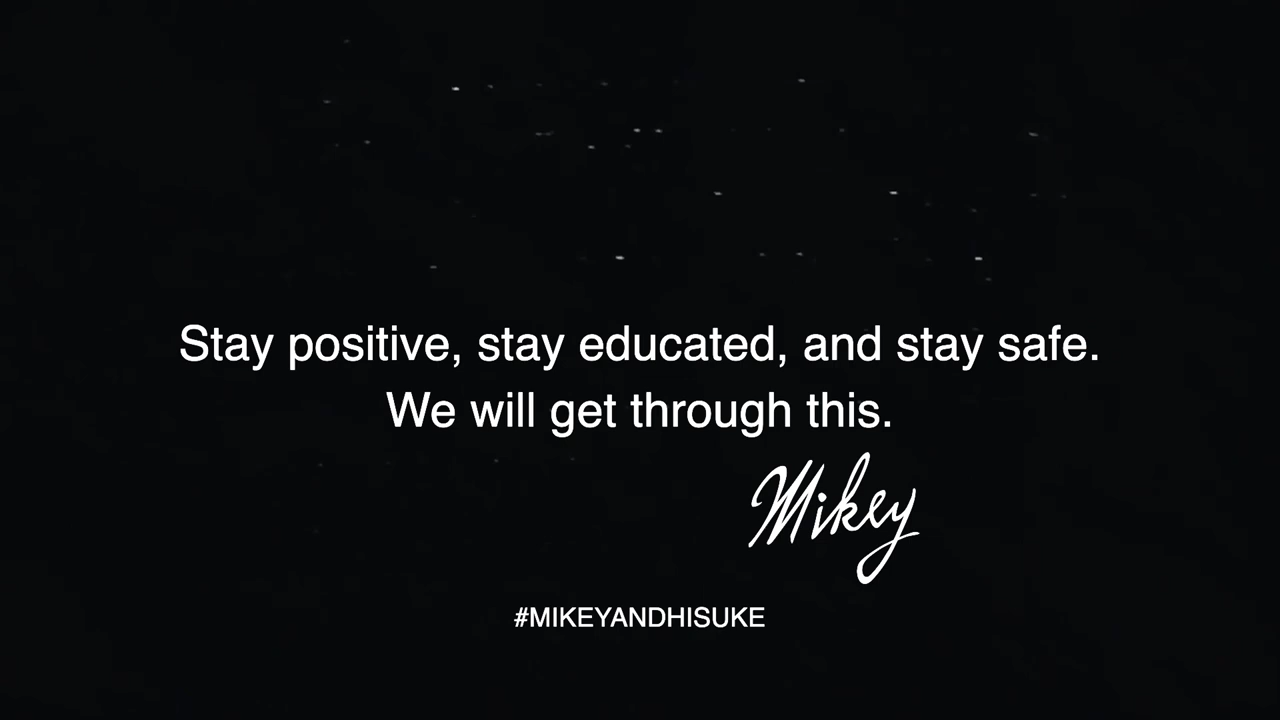 Stay positive, stay educated, and stay safe.
We will get through this.
Mikey
#MIKEYANDHISUKE